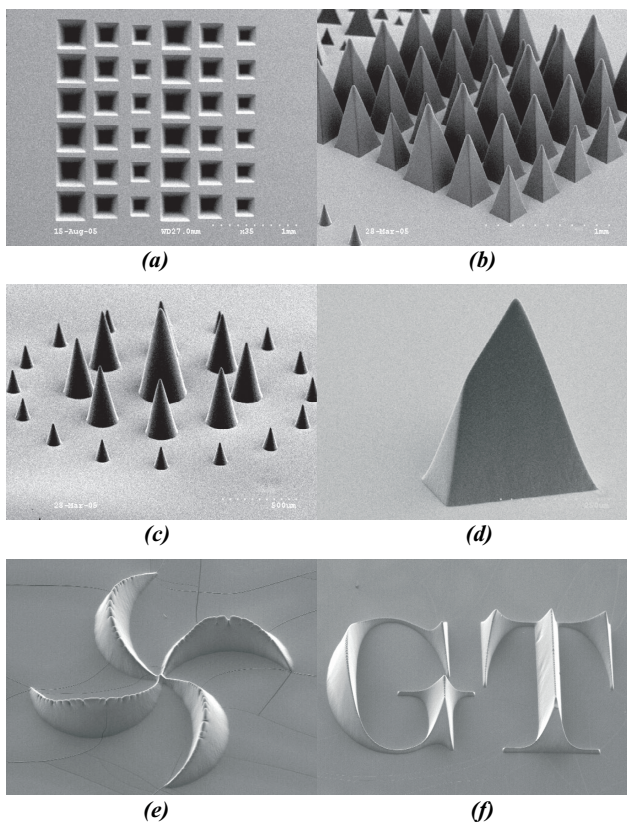 15-Aug-05 WD27.0mm x35 1mm
(a)
28-Mar-05 1mm
(b)
28-Mar-05 500um
(c)
(d)
(e)
GT
(f)